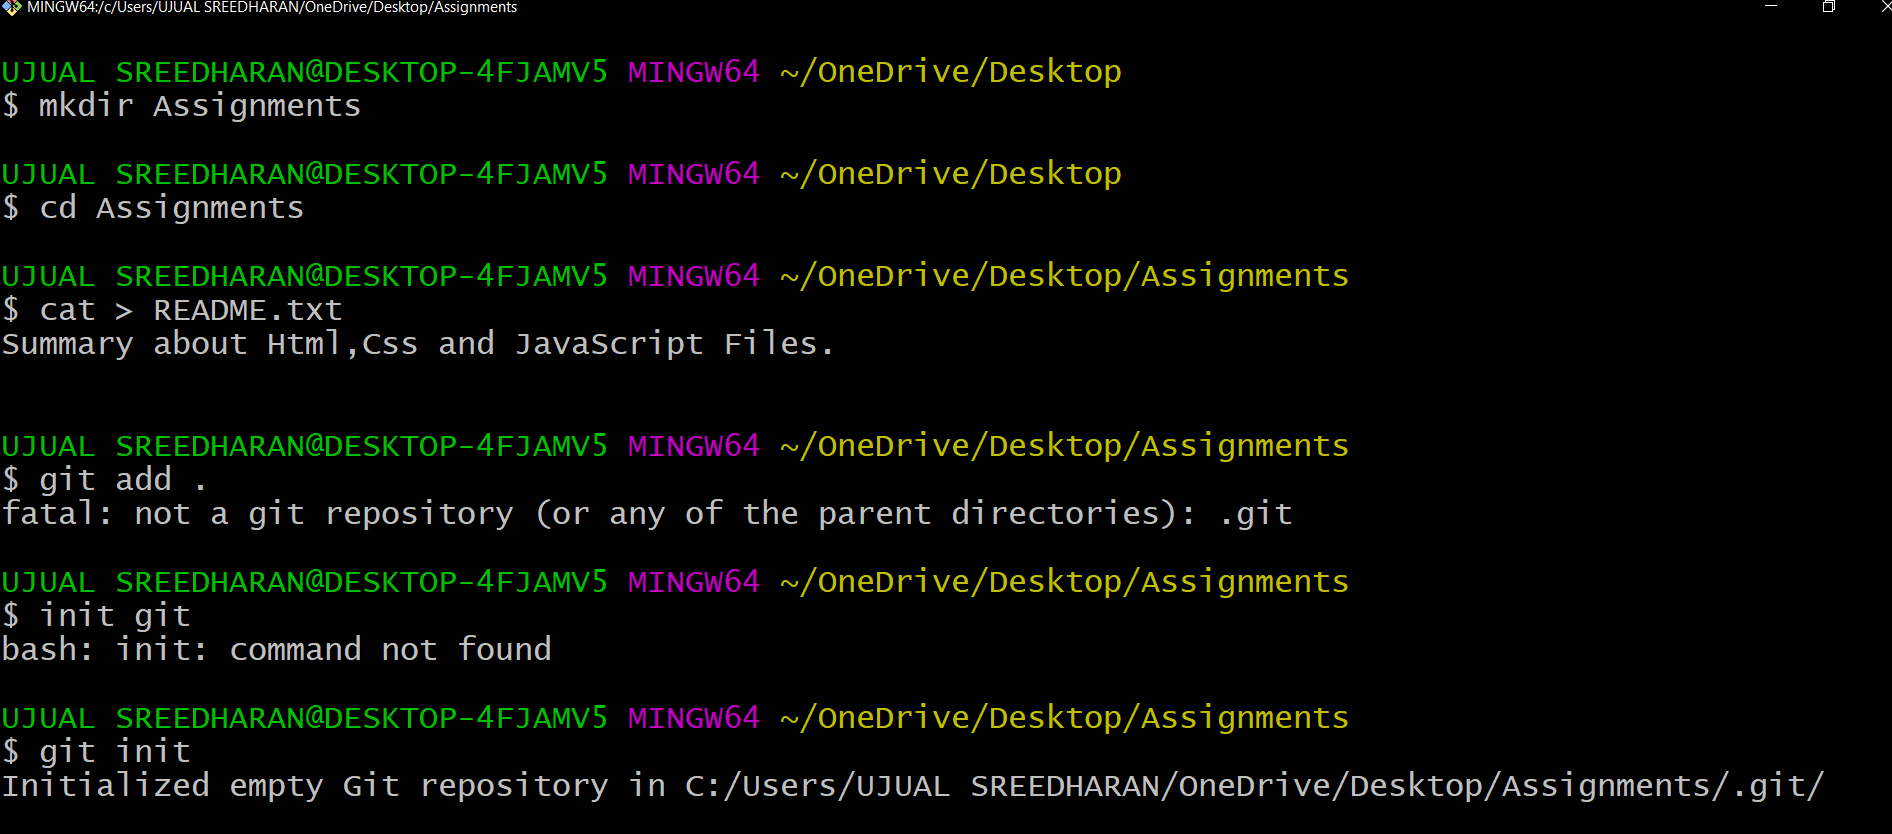 MINGW64:/c/Users/UJUAL SREEDHARAN/OneDrive/Desktop/Assignments
UJUAL SREEDHARAN@DESKTOP-4FJAMV5 MINGW64 ~/OneDrive/Desktop
$ mkdir Assignments
UJUAL SREEDHARAN@DESKTOP-4FJAMV5 MINGW64 ~/OneDrive/Desktop
$ cd Assignments
UJUAL SREEDHARAN@DESKTOP-4FJAMV5 MINGW64 ~/OneDrive/Desktop/Assignments
$ cat > README.txt
Summary about Html,Css and JavaScript Files.
UJUAL SREEDHARAN@DESKTOP-4FJAMV5 MINGW64 ~/OneDrive/Desktop/Assignments
$ git add .
fatal: not a git repository (or any of the parent directories): .git
UJUAL SREEDHARAN@DESKTOP-4FJAMV5 MINGW64 ~/OneDrive/Desktop/Assignments
$ init git
bash: init: command not found
UJUAL SREEDHARAN@DESKTOP-4FJAMV5 MINGW64 ~/OneDrive/Desktop/Assignments
$ git init
Initialized empty Git repository in C:/Users/UJUAL SREEDHARAN/OneDrive/Desktop/Assignments/.git/